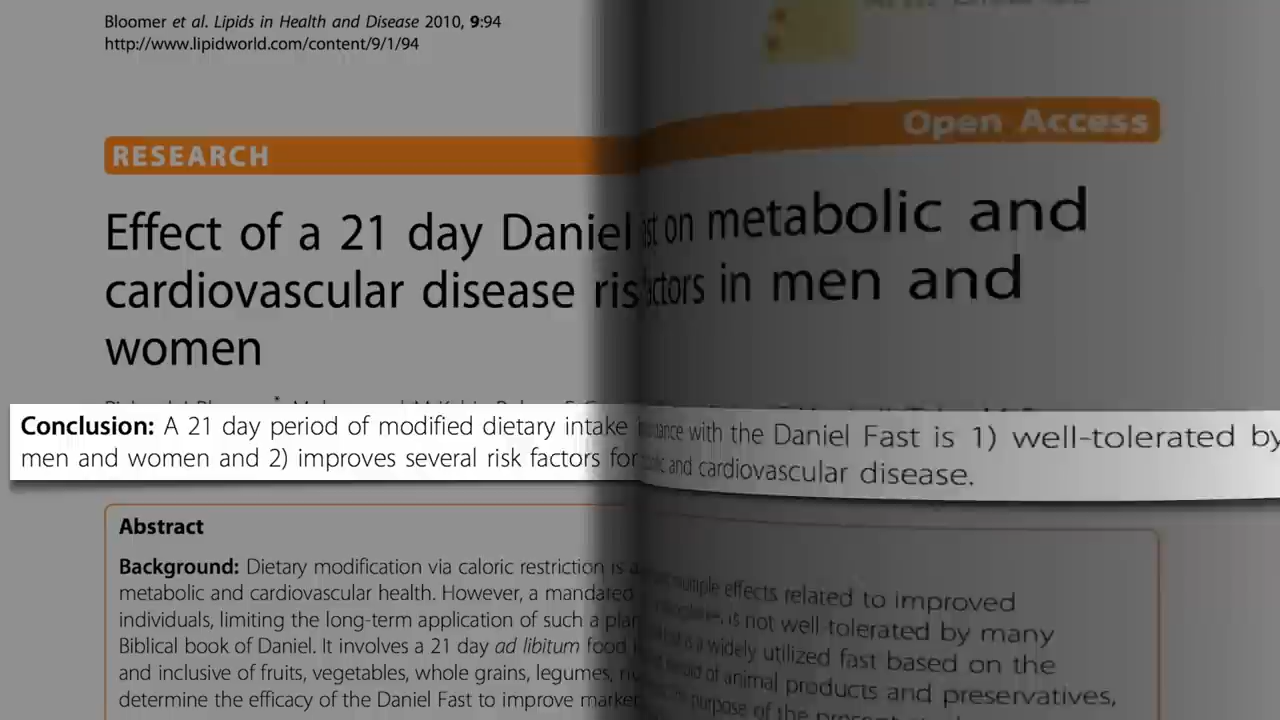 Bloomer et al. Lipids in Health and Disease 2010, 9:94
http://www.lipidworld.com/content/9/1/94
RESEARCH Open Access
Effect of a 21 day Daniel on metabolic and
cardiovascular disease ris actors in men and
women
Conclusion: A 21 day period of modified dietary intake with the Daniel Fast is 1) well-tolerated by
men and women and 2) improves several risk factors for and cardiovascular disease.
Abstract
Background: Dietary modification via caloric restriction is multiple effects related to improved
metabolic and cardiovascular health. However, a mandated is not well tolerated by many
individuals, limiting the long-term application of such a is a widely utilized fast based on the
Biblical book of Daniel. It involves a 21 day ad libitum food of animal products and preservatives,
and inclusive of fruits, vegetables, whole grains, legumes, purpose of the
determine the efficacy of the Daniel Fast to improve